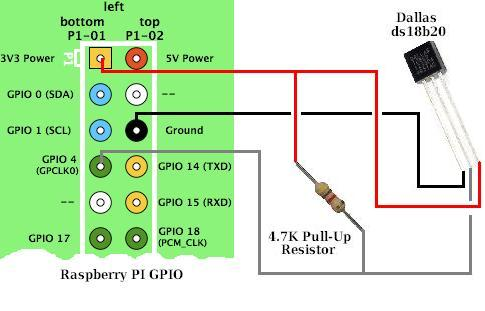 left
bottom top
P1-01 P1-02
3V3 Power
P1
5V Power
GPIO 0 (SDA)
--
GPIO 1 (SCL)
Ground
GPIO 4
(GPCLK0)
GPIO 14 (TXD)
--
GPIO 15 (RXD)
GPIO 17
GPIO 18
(PCM_CLK)
Raspberry PI GPIO
Dallas
ds18b20
4.7K Pull-Up
Resistor